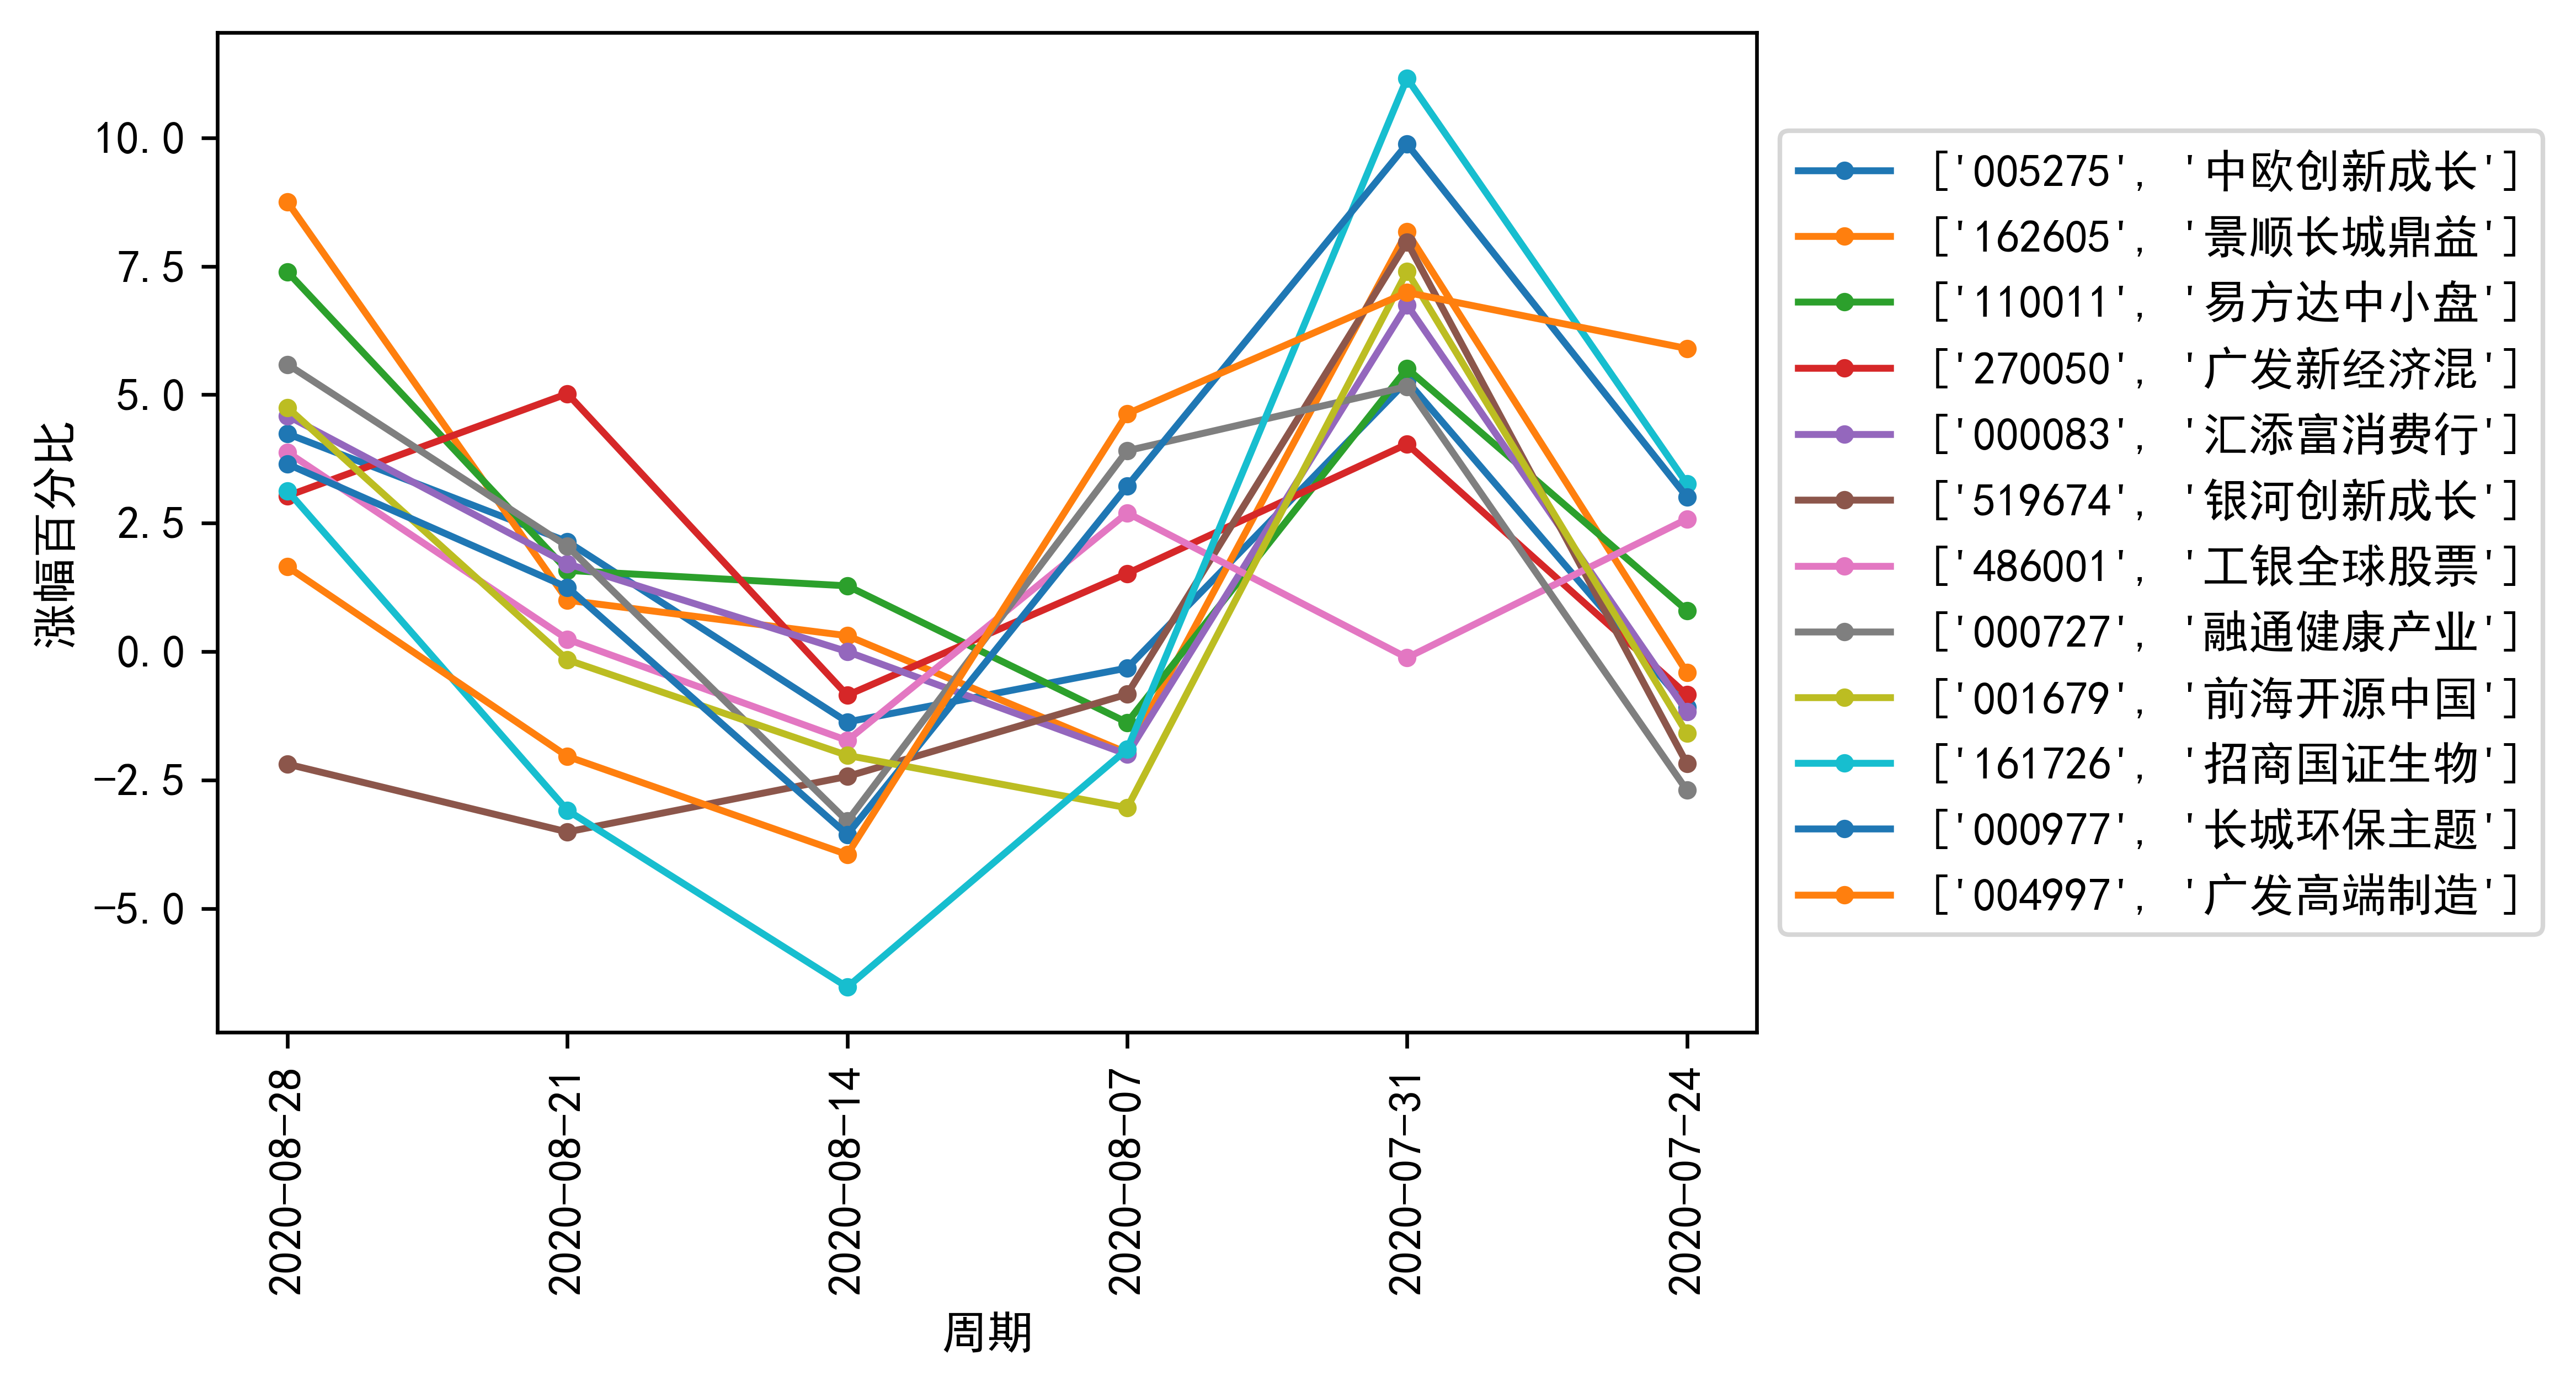 10.0
7.5
5.0
2.5
0.0
-2.5
-5.0
涨幅百分比
2020-08-28
2020-08-21
2020-08-14
2020-08-07
2020-07-31
2020-07-24
周期
['005275', '中欧创新成长']
['162605', '景顺长城鼎益']
['110011', '易方达中小盘']
['270050', '广发新经济混']
['000083', '汇添富消费行']
['519674', '银河创新成长']
['486001', '工银全球股票']
['000727', '融通健康产业']
['001679', '前海开源中国']
['161726', '招商国证生物']
['000977', '长城环保主题']
['004997', '广发高端制造']